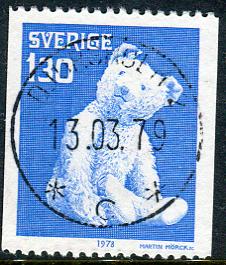 SVERIGE
130
13.03.79
* C *
1978
MARTIN MÖRCK SC